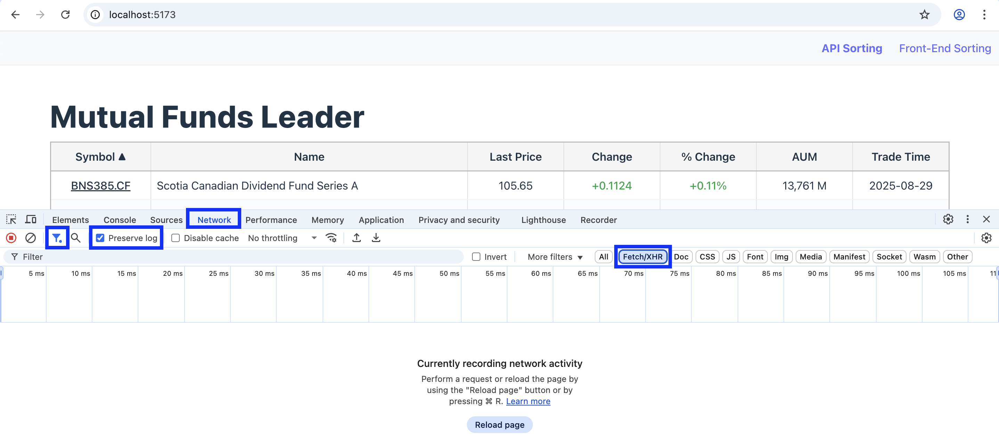 localhost:5173
API Sorting Front-End Sorting
Mutual Funds Leader
Symbol ▲ Name Last Price Change % Change AUM Trade Time
BNS385.CF Scotia Canadian Dividend Fund Series A 105.65 +0.1124 +0.11% 13,761 M 2025-08-29
Elements Console Sources Network Performance Memory Application Privacy and security Lighthouse Recorder
Preserve log Disable cache No throttling
Filter Invert More filters All Fetch/XHR Doc CSS JS Font Img Media Manifest Socket Wasm Other
5 ms 10 ms 15 ms 20 ms 25 ms 30 ms 35 ms 40 ms 45 ms 50 ms 55 ms 60 ms 65 ms 70 ms 75 ms 80 ms 85 ms 90 ms 95 ms 100 ms 105 ms 11
Currently recording network activity
Perform a request or reload the page by
using the "Reload page" button or by
pressing ⌘ R. Learn more
Reload page